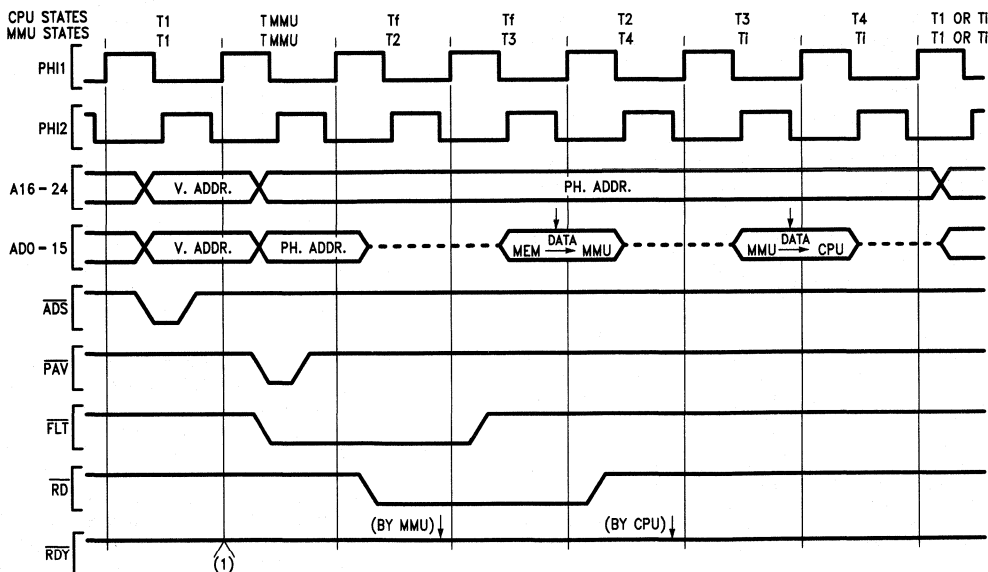 CPU STATES T1 TMMU Tf Tf T2 T3 T4 T1 OR Ti
MMU STATES T1 TMMU T2 T3 T4 Ti Ti T1 OR Ti
PHI1
PHI2
A16-24 V. ADDR. PH. ADDR.
AD0-15 V. ADDR. PH. ADDR. MEM DATA → MMU MMU DATA → CPU
ADS
PAV
FLT
RD
(BY MMU) (BY CPU)
RDY
(1)